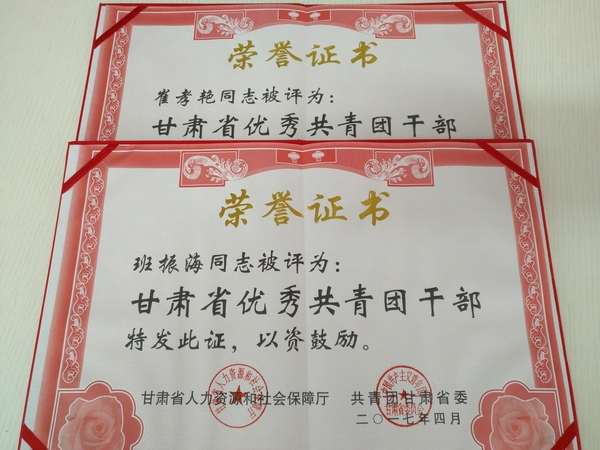 荣誉证书
崔孝艳同志被评为：
甘肃省优秀共青团干部
荣誉证书
班振海同志被评为：
甘肃省优秀共青团干部
特发此证，以资鼓励。
甘肃省人力资源和社会保障厅 共青团甘肃省委
二〇一七年四月